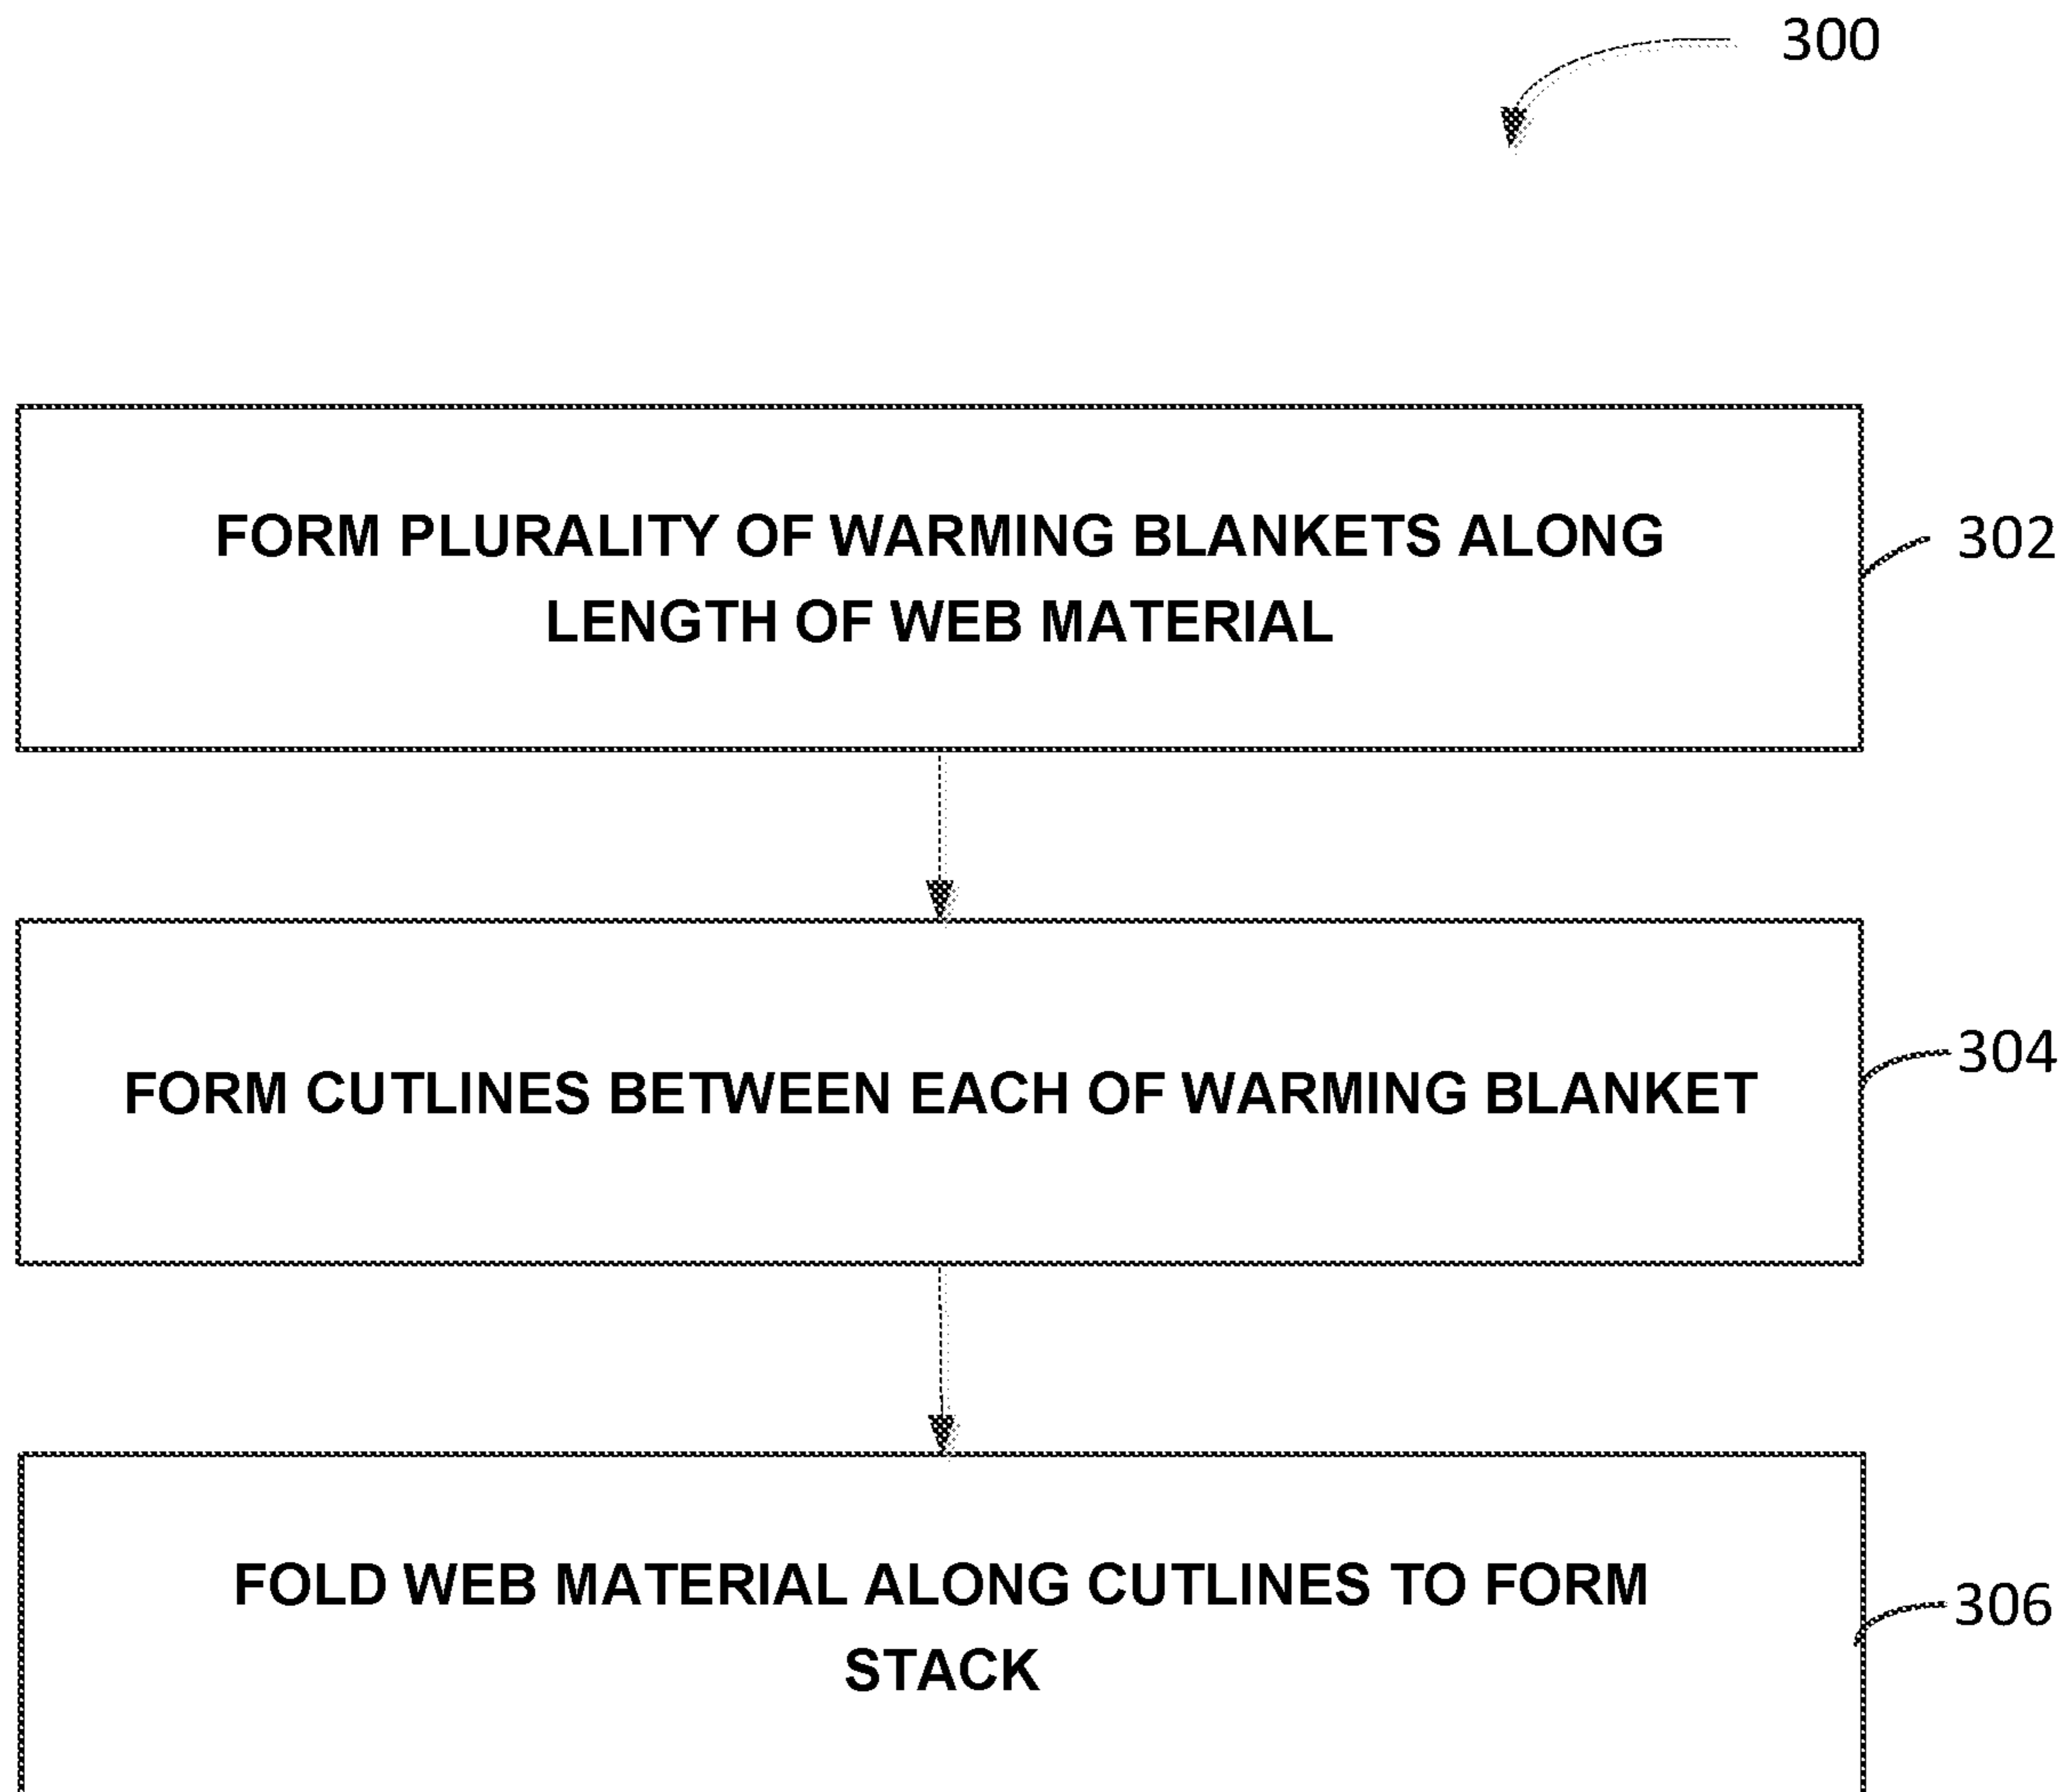 300
FORM PLURALITY OF WARMING BLANKETS ALONG
LENGTH OF WEB MATERIAL
302
FORM CUTLINES BETWEEN EACH OF WARMING BLANKET
304
FOLD WEB MATERIAL ALONG CUTLINES TO FORM
STACK
306